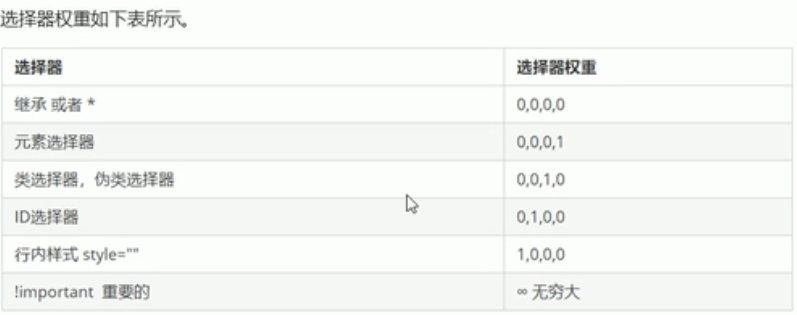 选择器权重如下表所示。
选择器 选择器权重
继承 或者 * 0,0,0,0
元素选择器 0,0,0,1
类选择器，伪类选择器 0,0,1,0
ID选择器 0,1,0,0
行内样式 style="" 1,0,0,0
!important 重要的 ∞ 无穷大